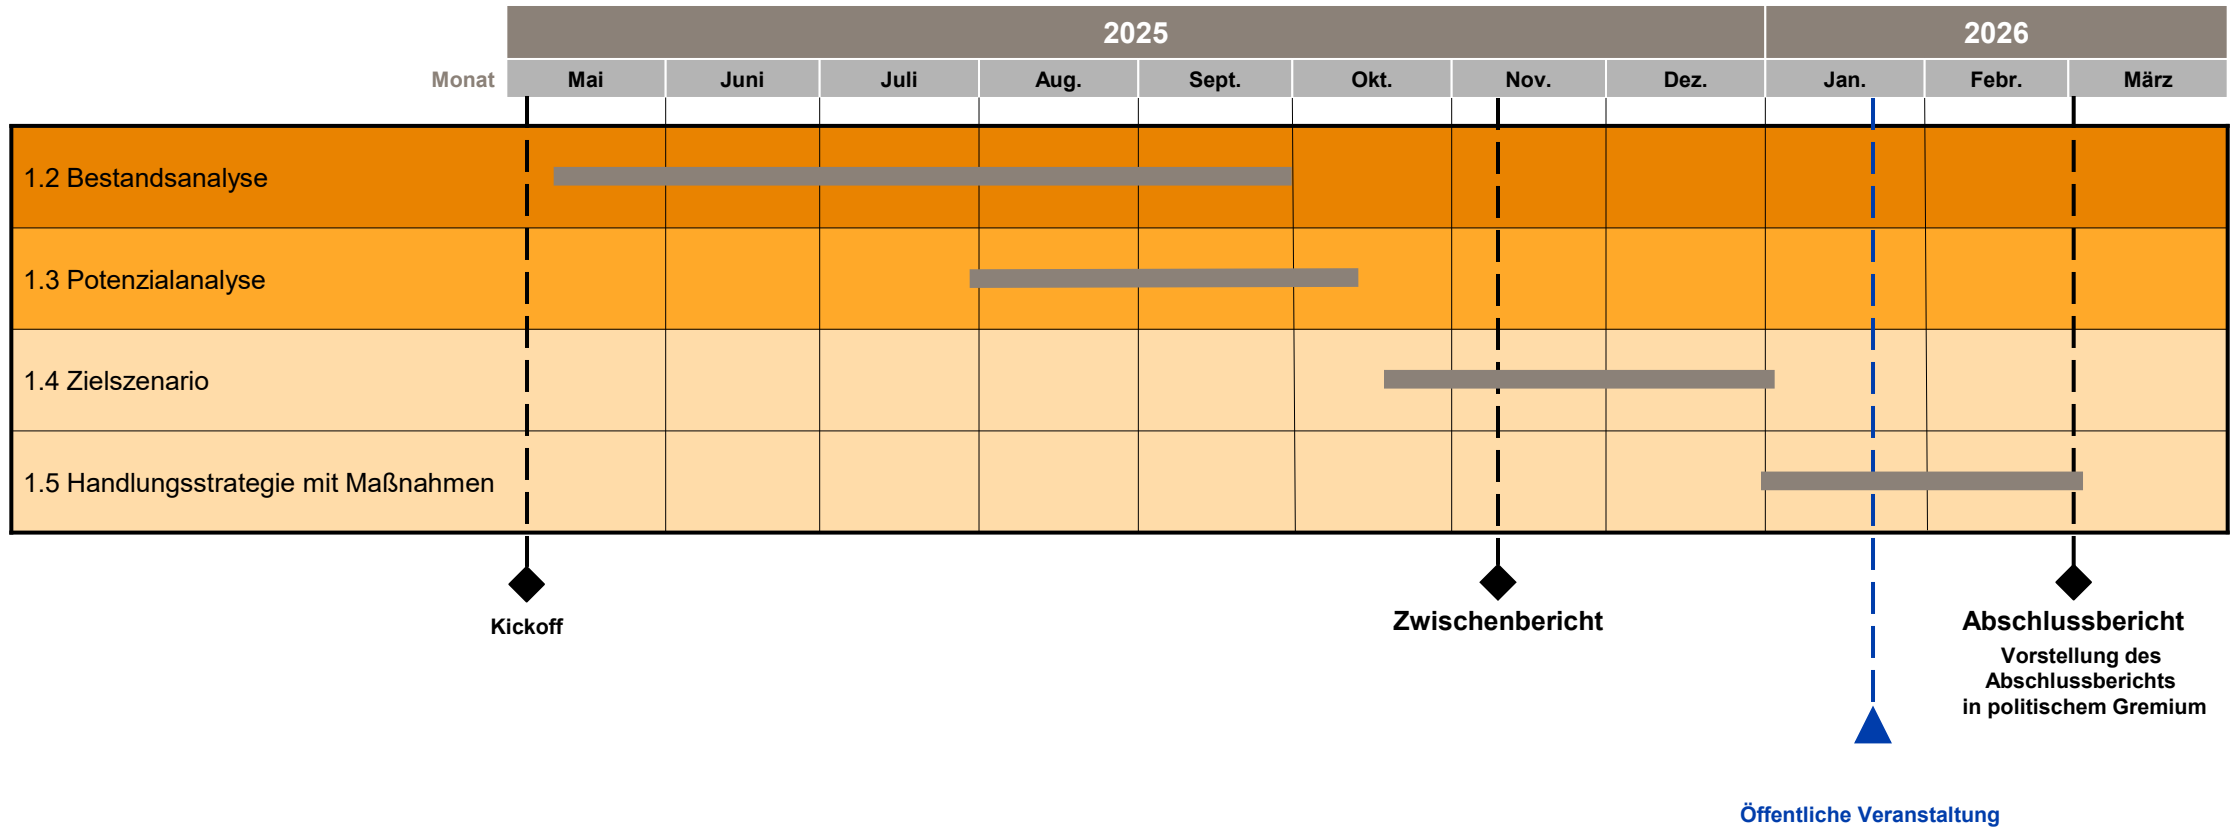 2025 2026
Monat Mai Juni Juli Aug. Sept. Okt. Nov. Dez. Jan. Febr. März
1.2 Bestandsanalyse
1.3 Potenzialanalyse
1.4 Zielszenario
1.5 Handlungsstrategie mit Maßnahmen
Kickoff
Zwischenbericht
Abschlussbericht
Vorstellung des
Abschlussberichts
in politischem Gremium
Öffentliche Veranstaltung